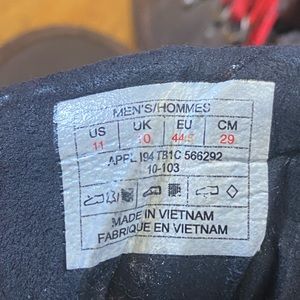 MEN'S/HOMMES
US UK EU CM
11 10 44.5 29
APPL 194 TB1C 566292
10-103
MADE IN VIETNAM
FABRIQUE EN VIETNAM